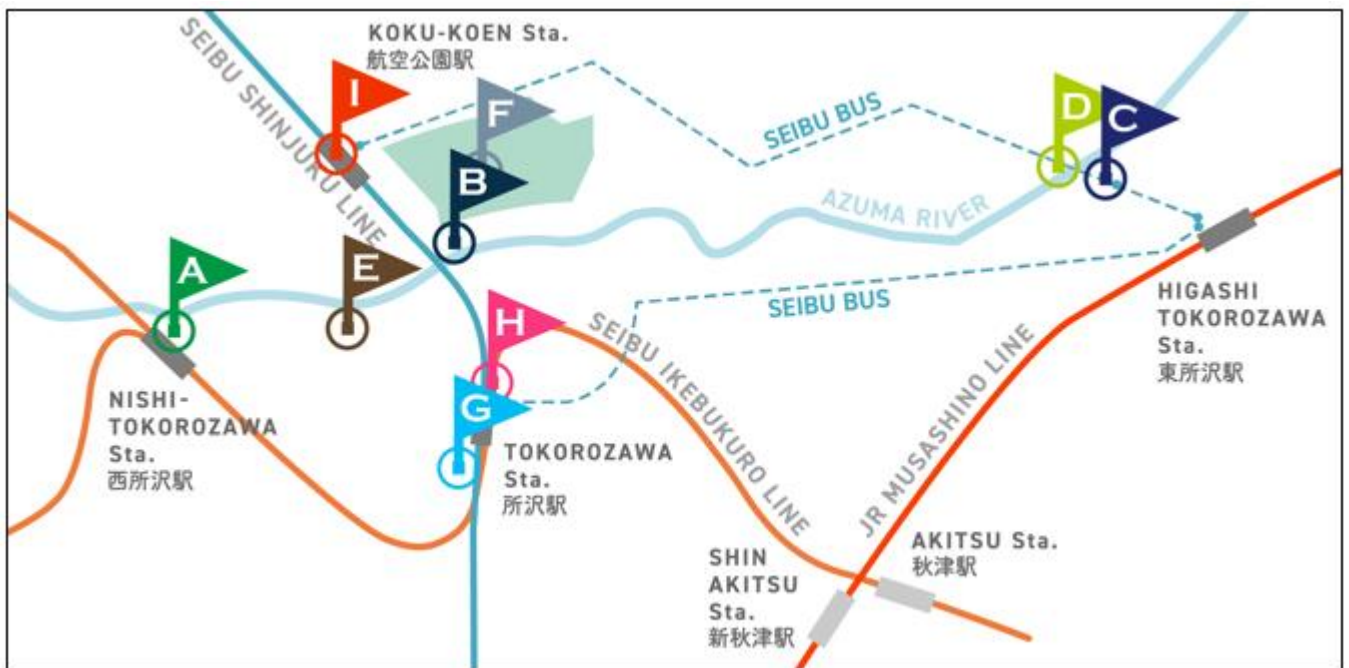 KOKU-KOEN Sta.
航空公園駅
SEIBU SHINJUKU LINE
I
F
B
SEIBU BUS
D
C
AZUMA RIVER
A
E
H
G
SEIBU BUS
SEIBU IKEBUKURO LINE
JR MUSASHINO LINE
HIGASHI
TOKOROZAWA
Sta.
東所沢駅
NISHI-
TOKOROZAWA
Sta.
西所沢駅
TOKOROZAWA
Sta.
所沢駅
SHIN
AKITSU
Sta.
新秋津駅
AKITSU Sta.
秋津駅